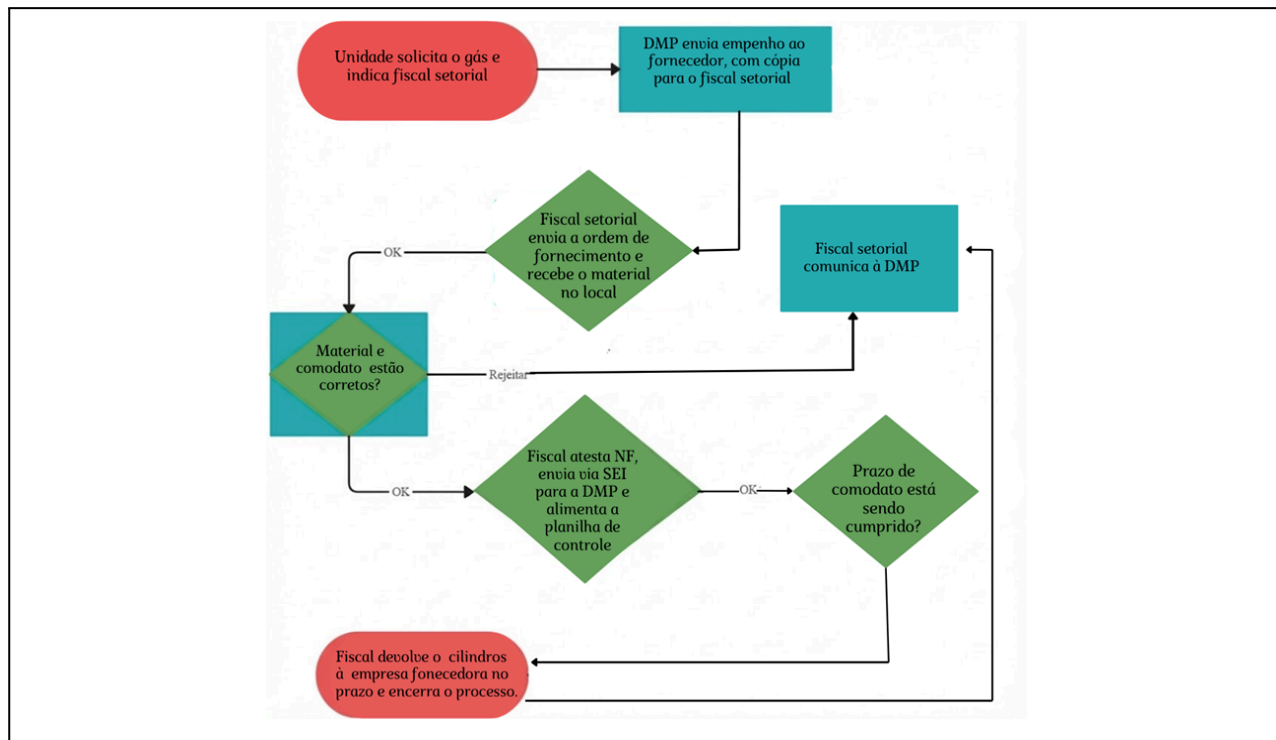 Unidade solicita o gás e
indica fiscal setorial
DMP envia empenho ao
fornecedor, com cópia
para o fiscal setorial
Fiscal setorial
envia a ordem de
fornecimento e
recebe o material
no local
OK
Fiscal setorial
comunica à DMP
Material e
comodato estão
corretos?
Rejeitar
OK
Fiscal atesta NF,
envia via SEI
para a DMP e
alimenta a
planilha de
controle
OK
Prazo de
comodato está
sendo
cumprido?
Fiscal devolve o cilindros
à empresa fonecedora no
prazo e encerra o processo.